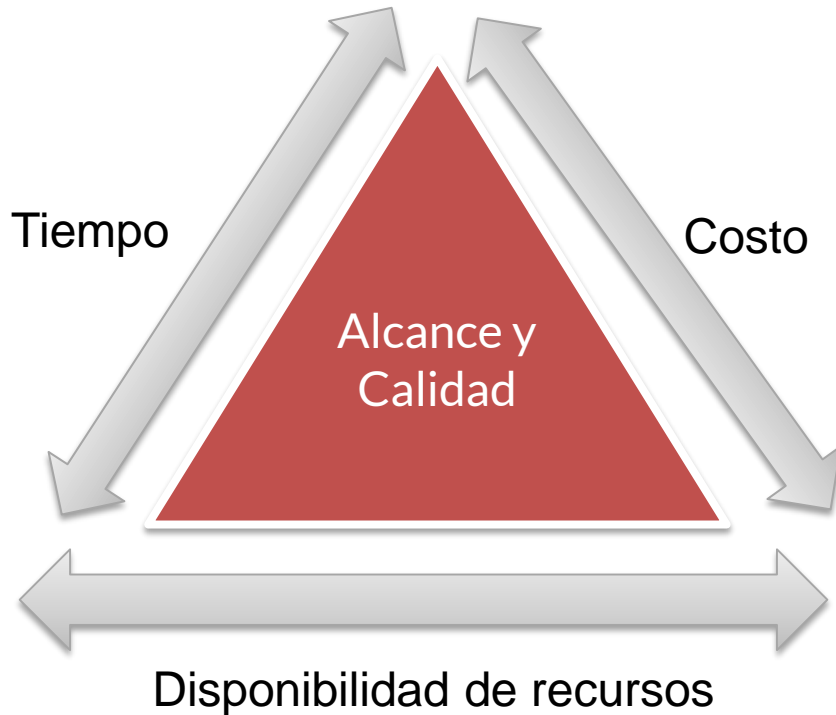 Tiempo
Costo
Alcance y
Calidad
Disponibilidad de recursos